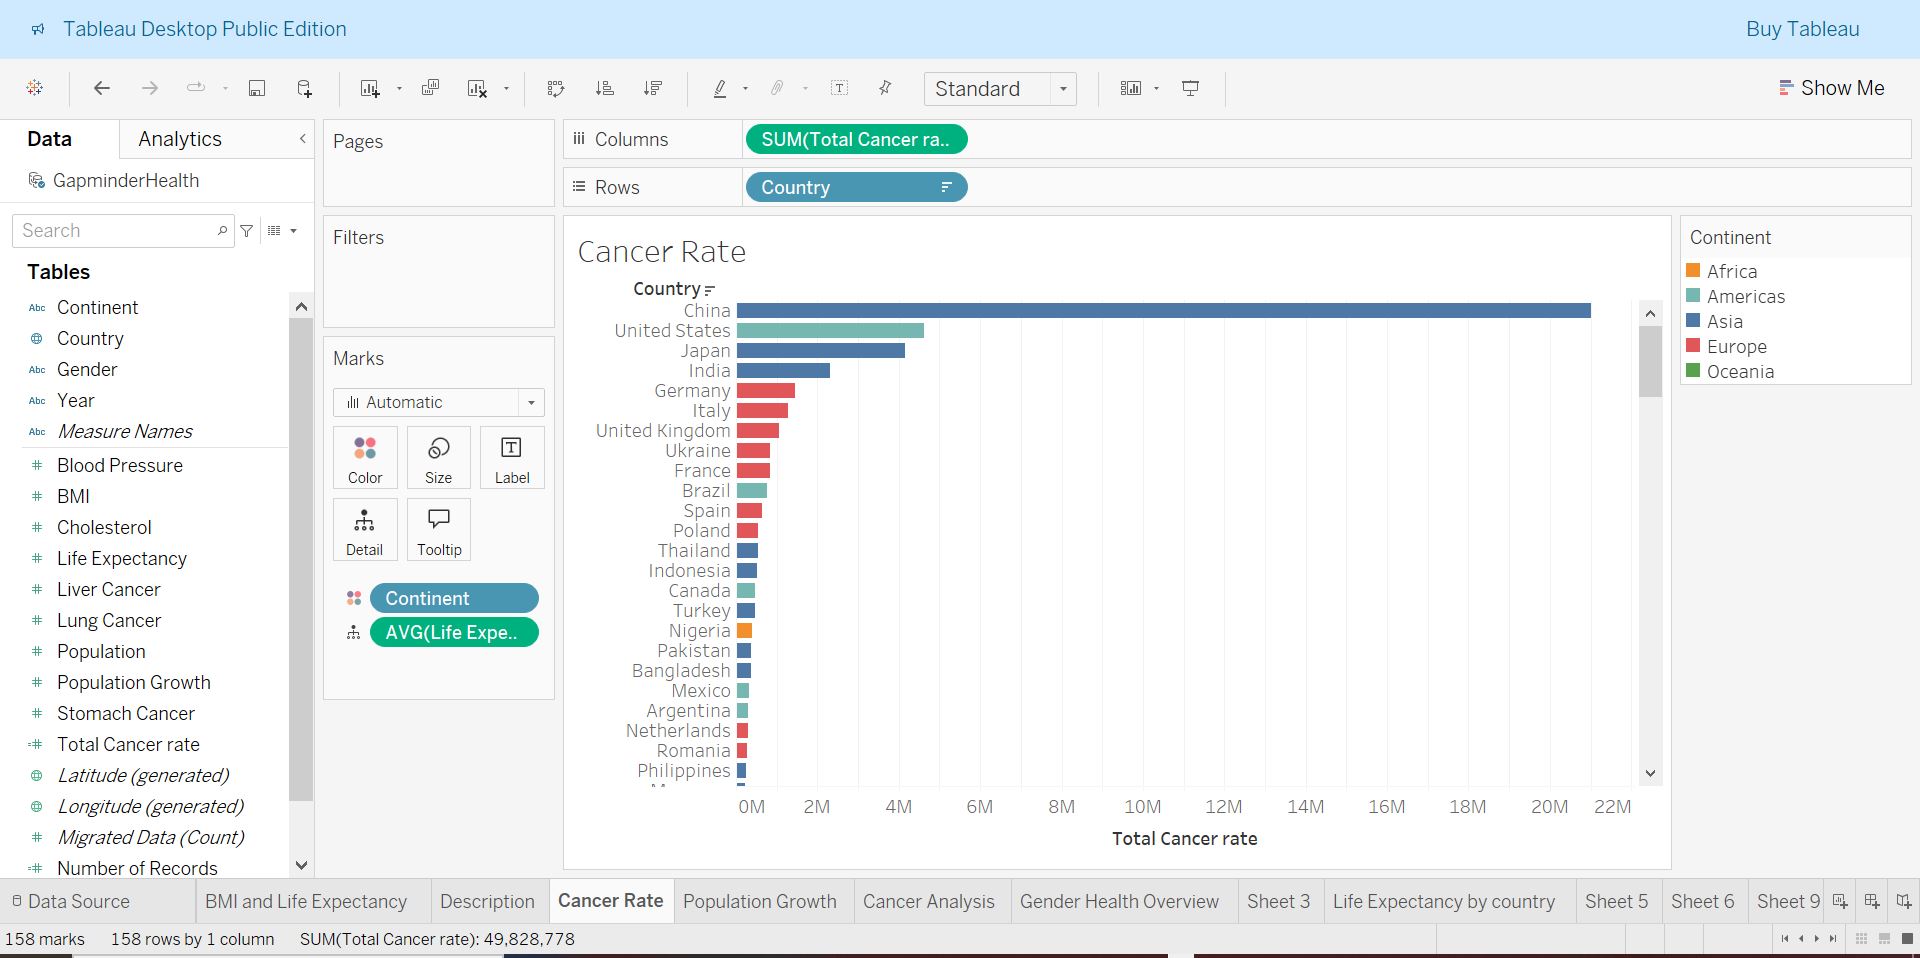 Tableau Desktop Public Edition
Buy Tableau
Standard
Show Me
Data
Analytics
GapminderHealth
Search
Tables
Abc Continent
Country
Abc Gender
Abc Year
Abc Measure Names
# Blood Pressure
# BMI
# Cholesterol
# Life Expectancy
# Liver Cancer
# Lung Cancer
# Population
# Population Growth
# Stomach Cancer
=# Total Cancer rate
Latitude (generated)
Longitude (generated)
# Migrated Data (Count)
=# Number of Records
Pages
Filters
Marks
Automatic
Color
Size
T
Label
Detail
Tooltip
Continent
AVG(Life Expe..
Columns
SUM(Total Cancer ra..
Rows
Country
Cancer Rate
Country
China
United States
Japan
India
Germany
Italy
United Kingdom
Ukraine
France
Brazil
Spain
Poland
Thailand
Indonesia
Canada
Turkey
Nigeria
Pakistan
Bangladesh
Mexico
Argentina
Netherlands
Romania
Philippines
0M 2M 4M 6M 8M 10M 12M 14M 16M 18M 20M 22M
Total Cancer rate
Continent
Africa
Americas
Asia
Europe
Oceania
Data Source
BMI and Life Expectancy
Description
Cancer Rate
Population Growth
Cancer Analysis
Gender Health Overview
Sheet 3
Life Expectancy by country
Sheet 5
Sheet 6
Sheet 9
158 marks
158 rows by 1 column
SUM(Total Cancer rate): 49,828,778